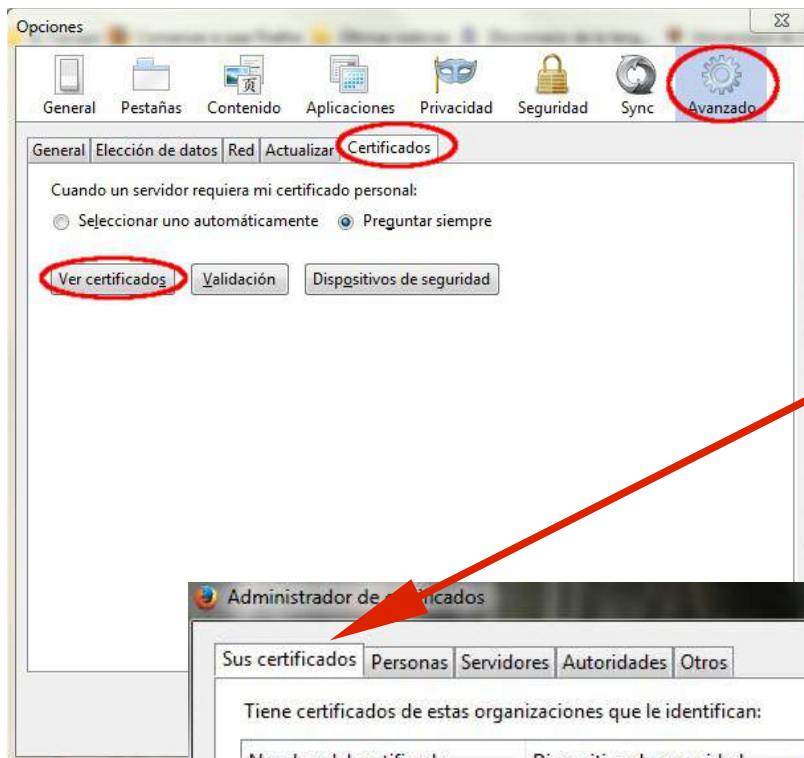 Opciones
General Pestañas Contenido Aplicaciones Privacidad Seguridad Sync Avanzado
General Elección de datos Red Actualizar Certificados
Cuando un servidor requiera mi certificado personal:
Seleccionar uno automáticamente Preguntar siempre
Ver certificados Validación Dispositivos de seguridad
Administrador de certificados
Sus certificados Personas Servidores Autoridades Otros
Tiene certificados de estas organizaciones que le identifican: